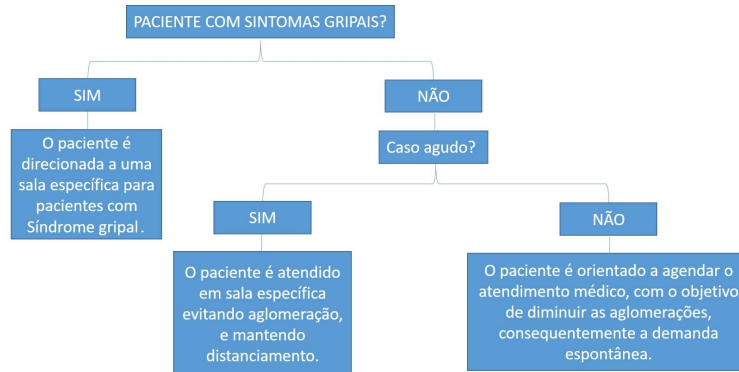 PACIENTE COM SINTOMAS GRIPAIS?
SIM
NÃO
O paciente é
direcionada a uma
sala específica para
pacientes com
Síndrome gripal.
Caso agudo?
SIM
NÃO
O paciente é atendido
em sala específica
evitando aglomeração,
e mantendo
distanciamento.
O paciente é orientado a agendar o
atendimento médico, com o objetivo
de diminuir as aglomerações,
consequentemente a demanda
espontânea.